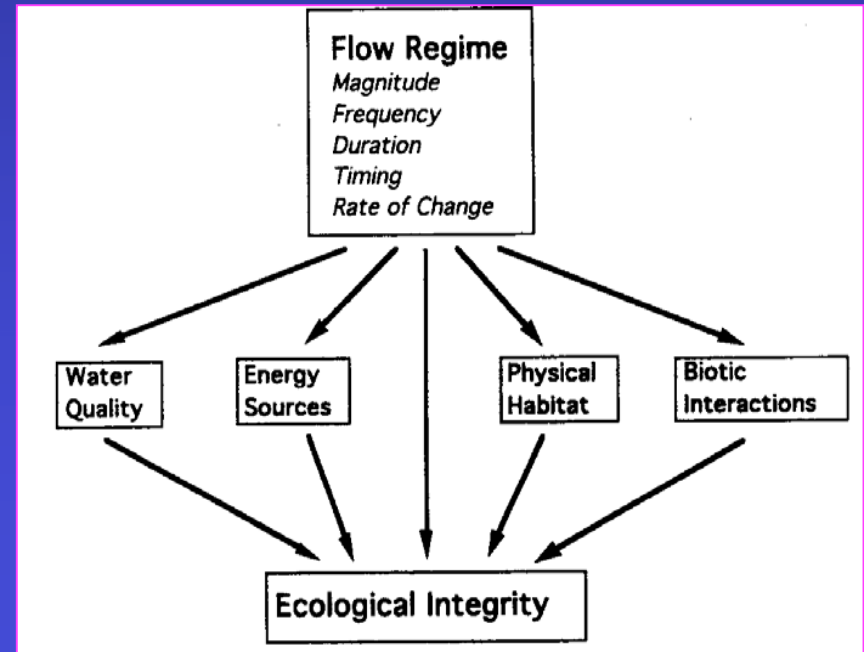 Flow Regime
Magnitude
Frequency
Duration
Timing
Rate of Change
Water
Quality
Energy
Sources
Physical
Habitat
Biotic
Interactions
Ecological Integrity